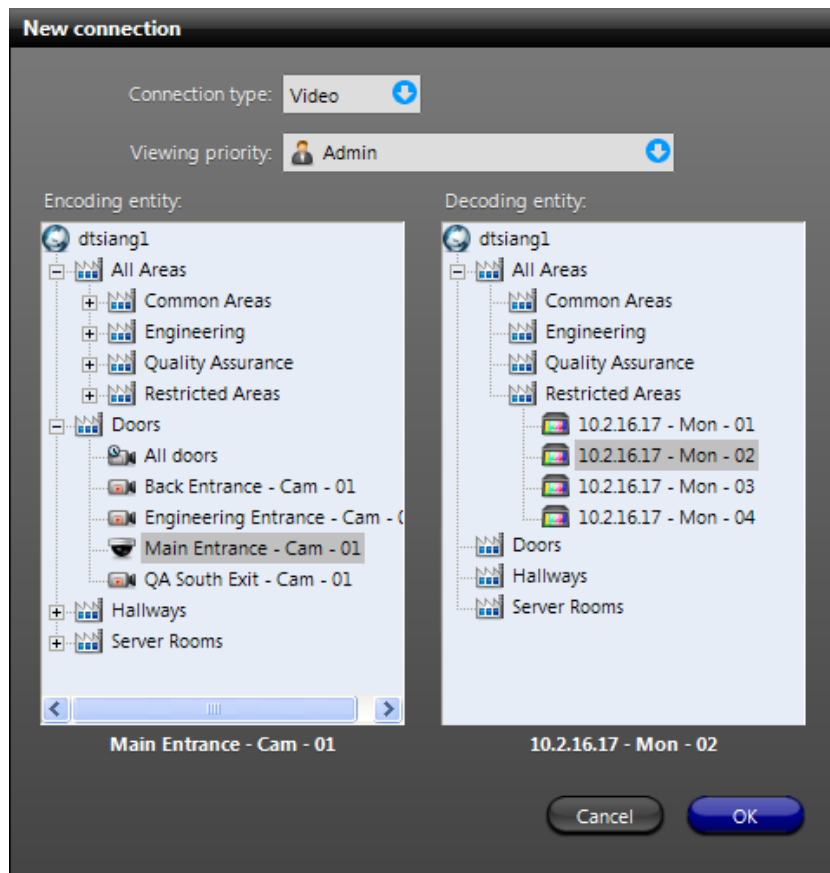 New connection
Connection type: Video
Viewing priority: Admin
Encoding entity:
dtsiang1
All Areas
Common Areas
Engineering
Quality Assurance
Restricted Areas
Doors
All doors
Back Entrance - Cam - 01
Engineering Entrance - Cam - 
Main Entrance - Cam - 01
QA South Exit - Cam - 01
Hallways
Server Rooms
Main Entrance - Cam - 01
Decoding entity:
dtsiang1
All Areas
Common Areas
Engineering
Quality Assurance
Restricted Areas
10.2.16.17 - Mon - 01
10.2.16.17 - Mon - 02
10.2.16.17 - Mon - 03
10.2.16.17 - Mon - 04
Doors
Hallways
Server Rooms
10.2.16.17 - Mon - 02
Cancel OK